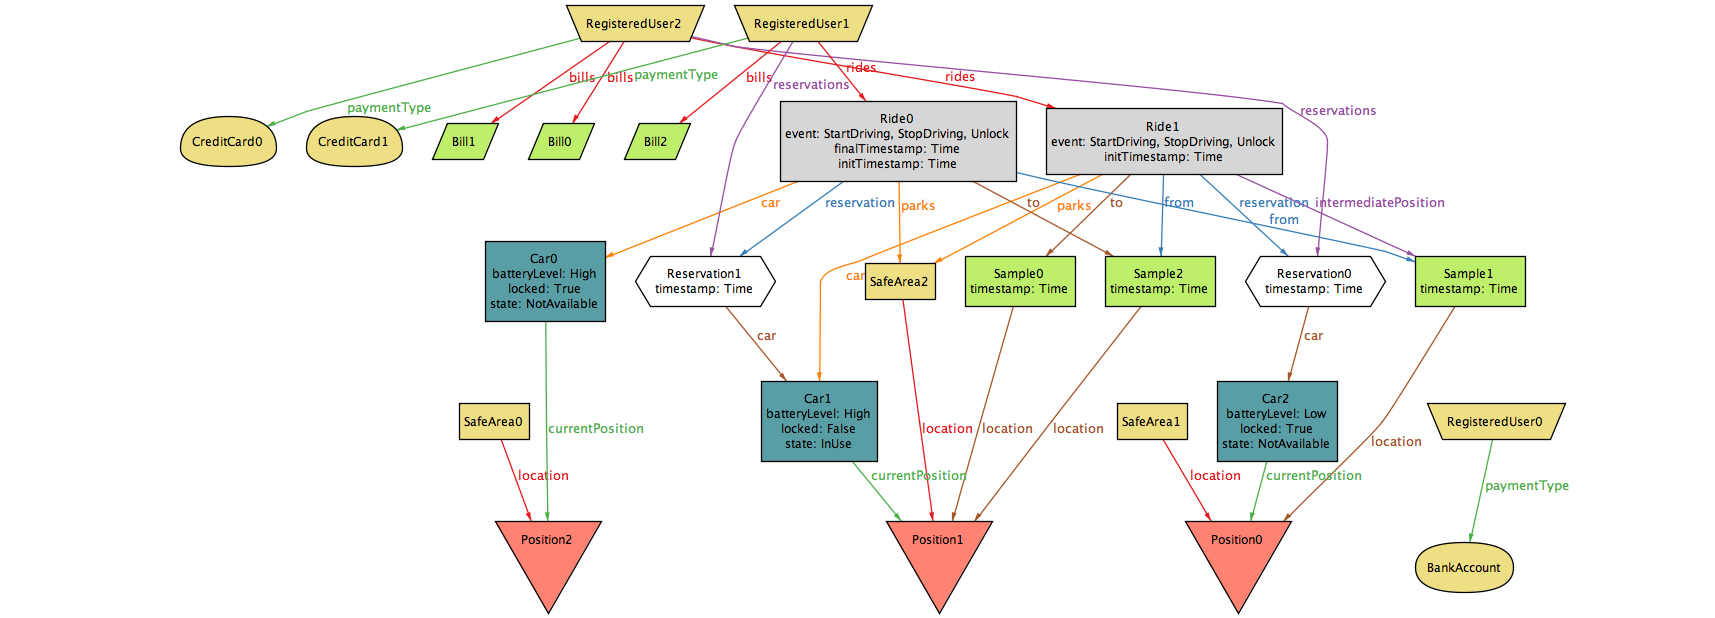 RegisteredUser2
RegisteredUser1
bills
bills
paymentType
bills
reservations
rides
rides
reservations
paymentType
CreditCard0
CreditCard1
Bill1
Bill0
Bill2
Ride0
event: StartDriving, StopDriving, Unlock
finalTimestamp: Time
initTimestamp: Time
Ride1
event: StartDriving, StopDriving, Unlock
initTimestamp: Time
car
reservation
parks
to
parks
to
from
reservation
from
intermediatePosition
Car0
batteryLevel: High
locked: True
state: NotAvailable
Reservation1
timestamp: Time
car
SafeArea2
Sample0
timestamp: Time
Sample2
timestamp: Time
Reservation0
timestamp: Time
Sample1
timestamp: Time
car
car
SafeArea0
currentPosition
Car1
batteryLevel: High
locked: False
state: InUse
location
location
location
SafeArea1
Car2
batteryLevel: Low
locked: True
state: NotAvailable
location
RegisteredUser0
location
currentPosition
location
currentPosition
paymentType
Position2
Position1
Position0
BankAccount